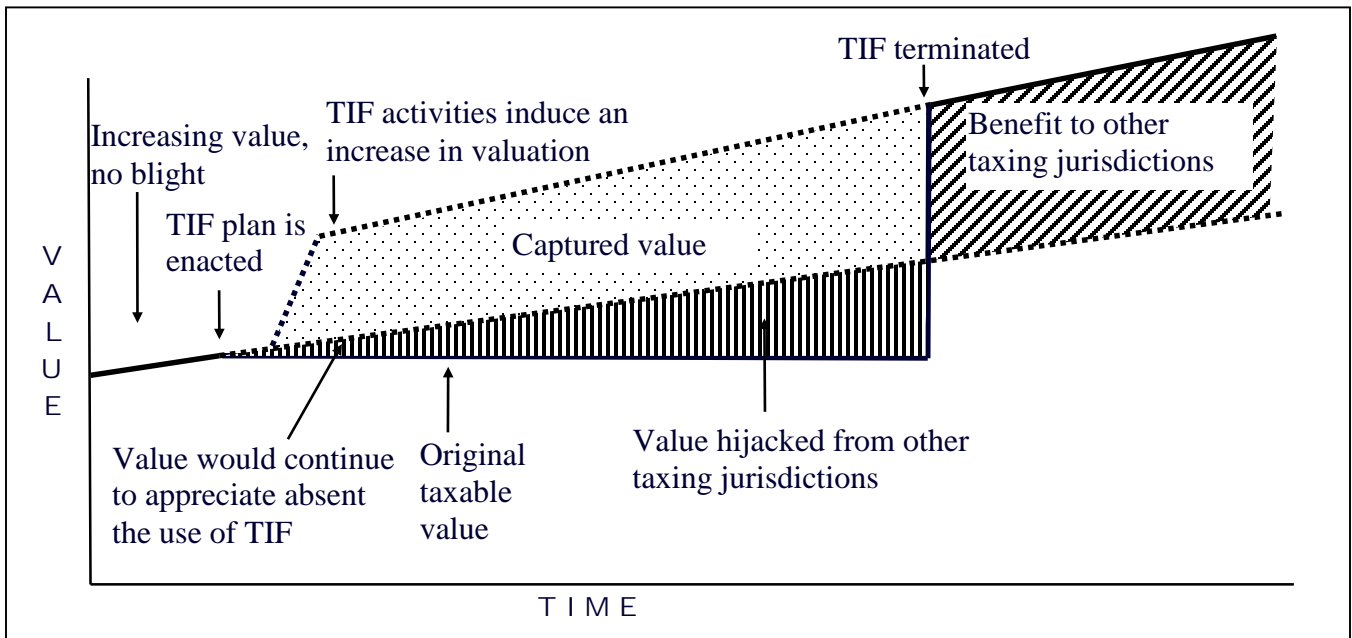 TIF terminated
TIF activities induce an
increase in valuation
Increasing value,
no blight
Benefit to other
taxing jurisdictions
TIF plan is
enacted
Captured value
VALUE
Value would continue
to appreciate absent
the use of TIF
Original
taxable
value
Value hijacked from other
taxing jurisdictions
TIME